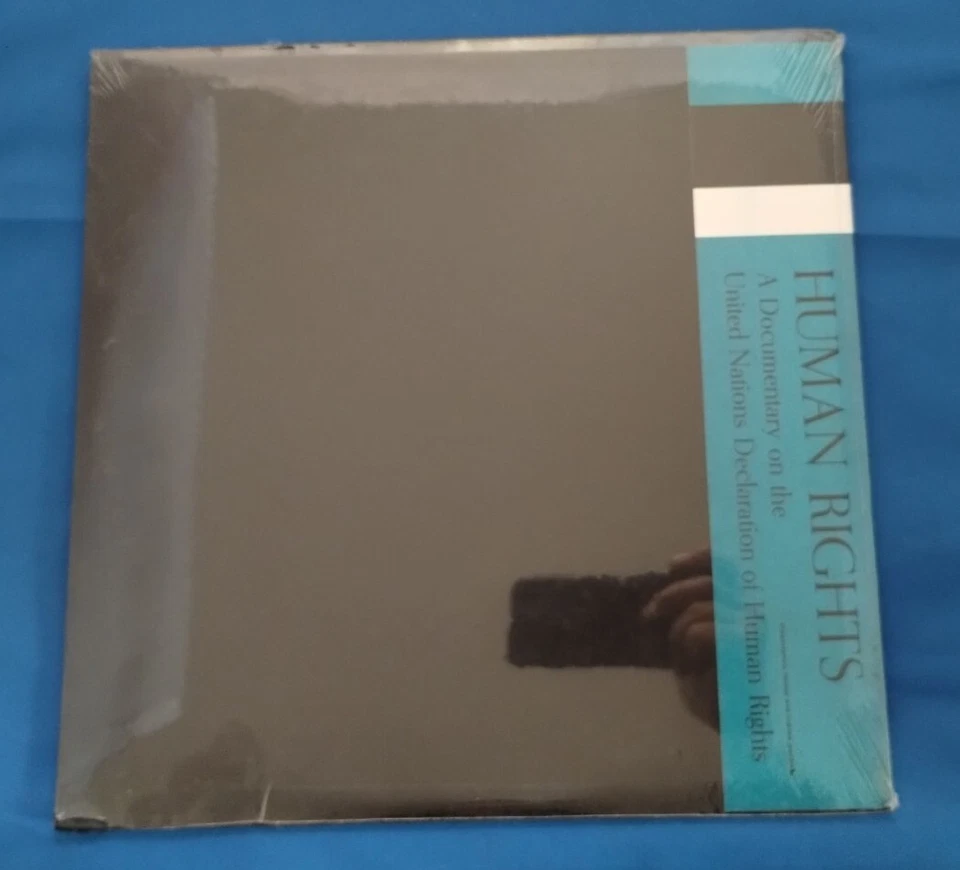 HUMAN RIGHTS
A Documentary on the
United Nations Declaration of Human Rights